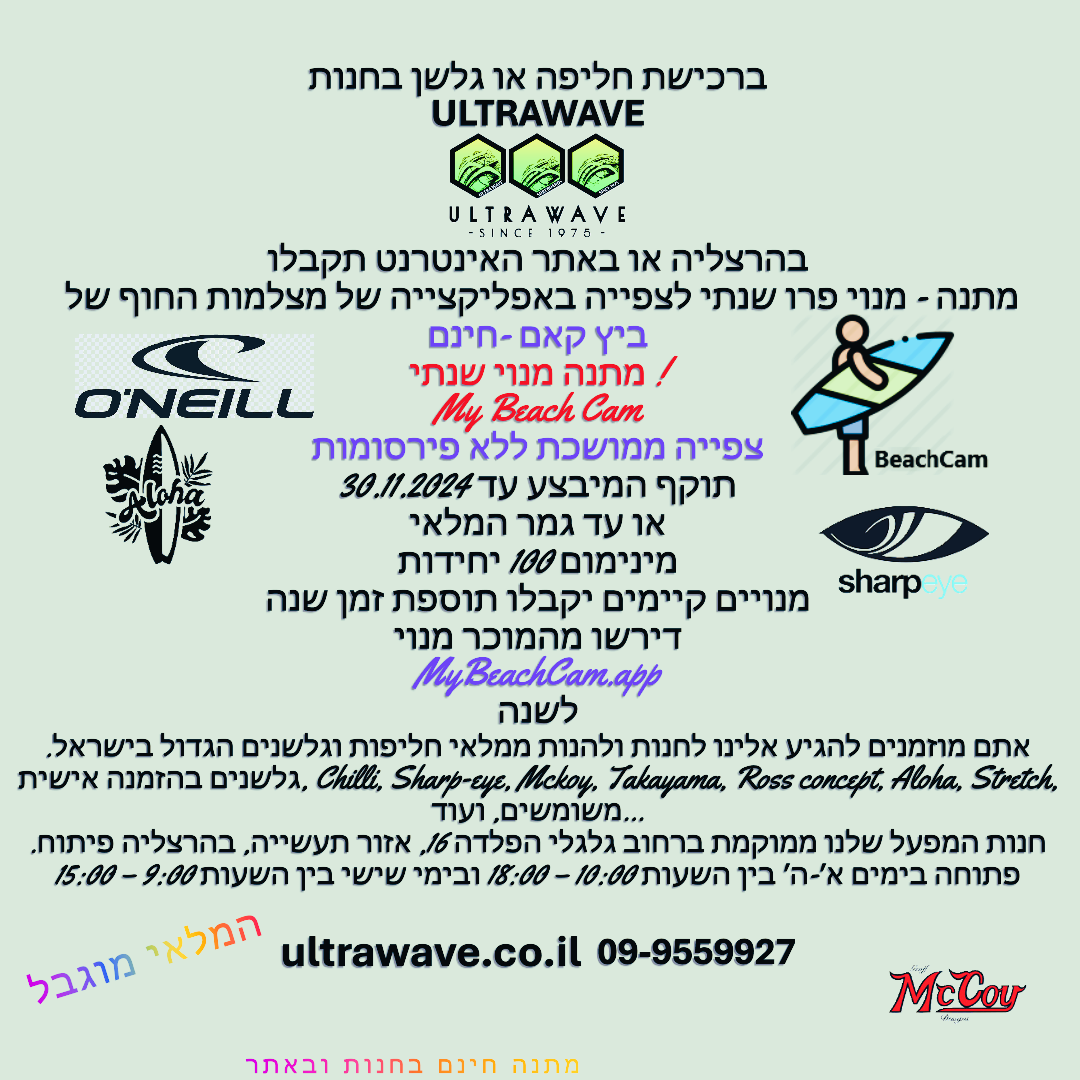 ברכישת חליפה או גלשן בחנות
ULTRAWAVE
ULTRAWAVE
-SINCE 1975-
בהרצליה או באתר האינטרנט תקבלו
מתנה - מנוי פרו שנתי לצפייה באפליקצייה של מצלמות החוף של
ביץ קאם -חינם
מתנה מנוי שנתי !
My Beach Cam
צפייה ממושכת ללא פירסומות
תוקף המיבצע עד 30.11.2024
או עד גמר המלאי
מינימום 100 יחידות
מנויים קיימים יקבלו תוספת זמן שנה
דירשו מהמוכר מנוי
MyBeachCam.app
לשנה
O'NEILL
Aloha
BeachCam
sharpeye
אתם מוזמנים להגיע אלינו לחנות ולהנות ממלאי חליפות וגלשנים הגדול בישראל.
גלשנים בהזמנה אישית, Chilli, Sharp-eye, Mckoy, Takayama, Ross concept, Aloha, Stretch,
משומשים, ועוד...
חנות המפעל שלנו ממוקמת ברחוב גלגלי הפלדה 16, אזור תעשייה, בהרצליה פיתוח.
פתוחה בימים א'-ה' בין השעות 10:00 – 18:00 ובימי שישי בין השעות 9:00 – 15:00
המלאי מוגבל
ultrawave.co.il 09-9559927
Geoff
McCoy
Designs
מתנה חינם בחנות ובאתר